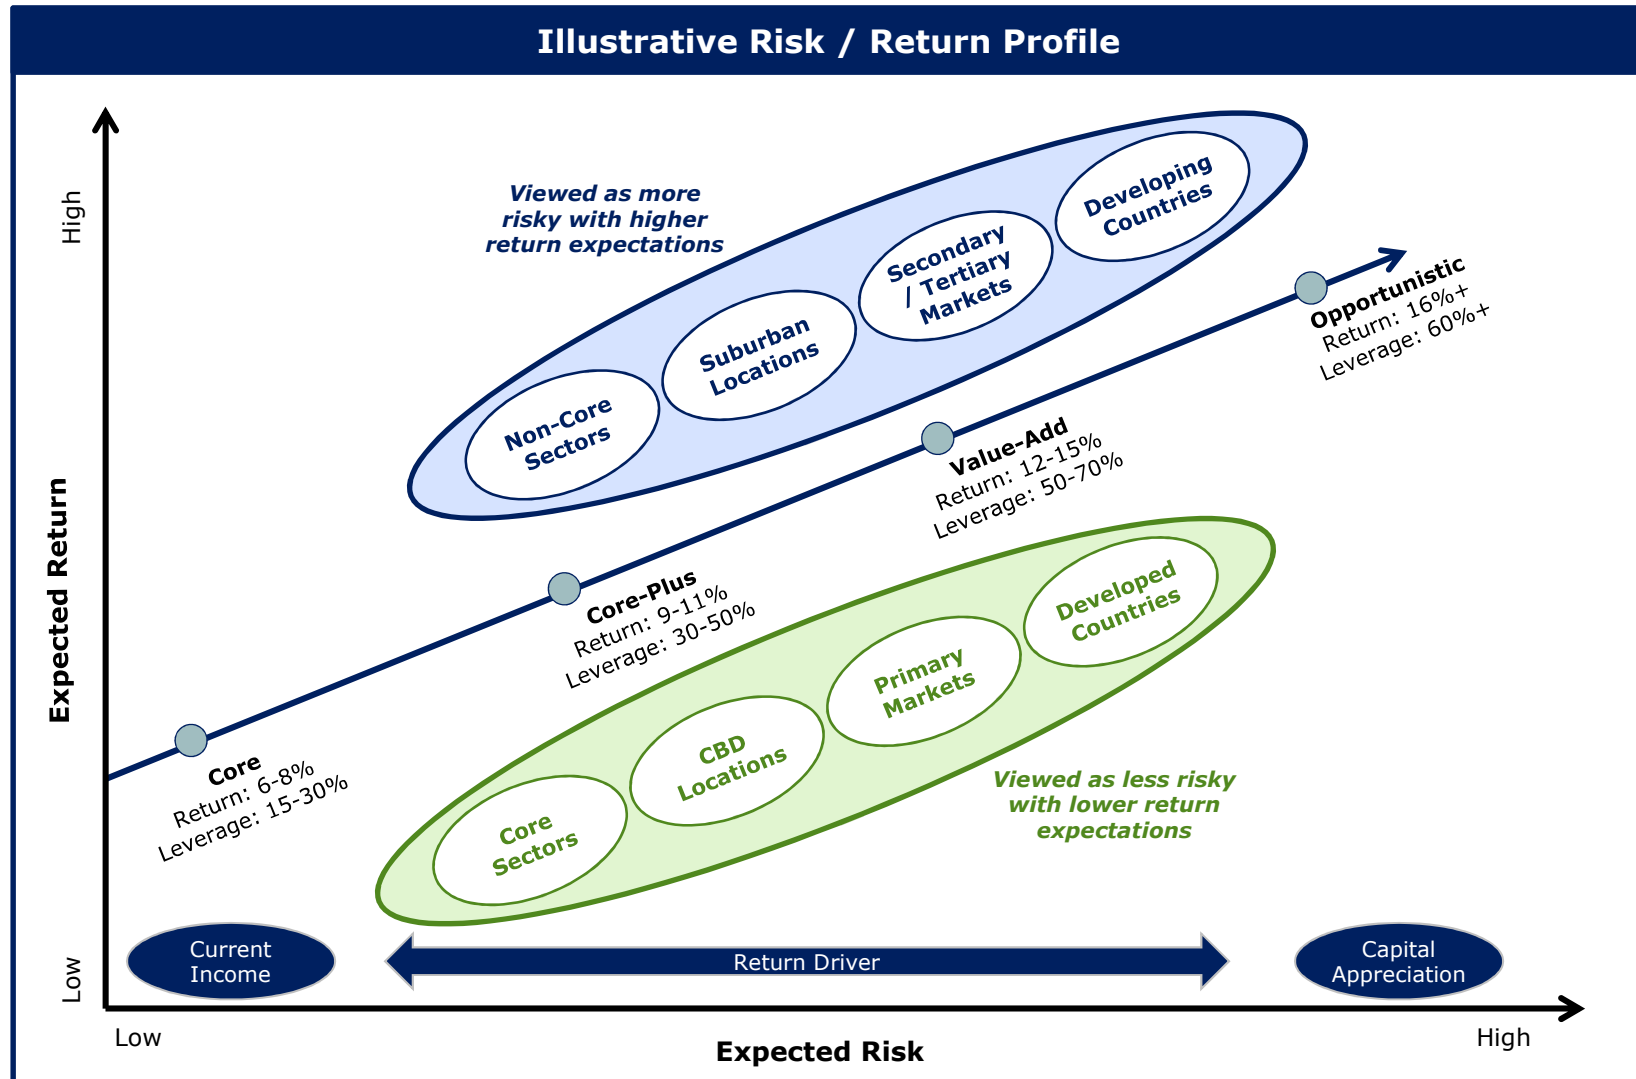 Illustrative Risk / Return Profile
High
Expected Return
Low
Viewed as more
risky with higher
return expectations
Non-Core
Sectors
Suburban
Locations
Secondary
/ Tertiary
Markets
Developing
Countries
Opportunistic
Return: 16%+
Leverage: 60%+
Value-Add
Return: 12-15%
Leverage: 50-70%
Core-Plus
Return: 9-11%
Leverage: 30-50%
Core
Return: 6-8%
Leverage: 15-30%
Core
Sectors
CBD
Locations
Primary
Markets
Developed
Countries
Viewed as less risky
with lower return
expectations
Current
Income
Return Driver
Capital
Appreciation
Low
Expected Risk
High